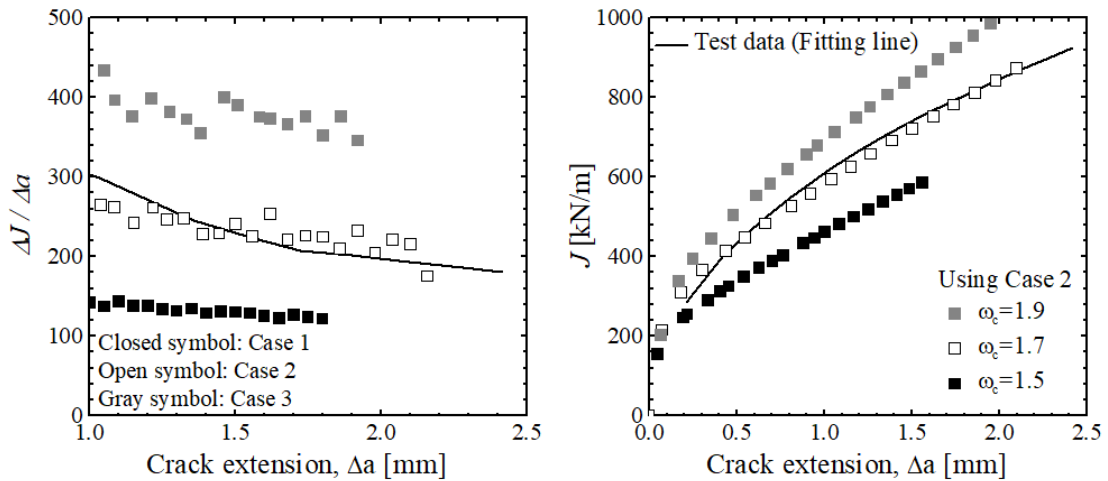 500
400
300
200
100
0
ΔJ / Δa
Closed symbol: Case 1
Open symbol: Case 2
Gray symbol: Case 3
1.0 1.5 2.0 2.5
Crack extension, Δa [mm]
1000
800
600
400
200
0
J [kN/m]
Test data (Fitting line)
Using Case 2
ω_c=1.9
ω_c=1.7
ω_c=1.5
0.0 0.5 1.0 1.5 2.0 2.5
Crack extension, Δa [mm]